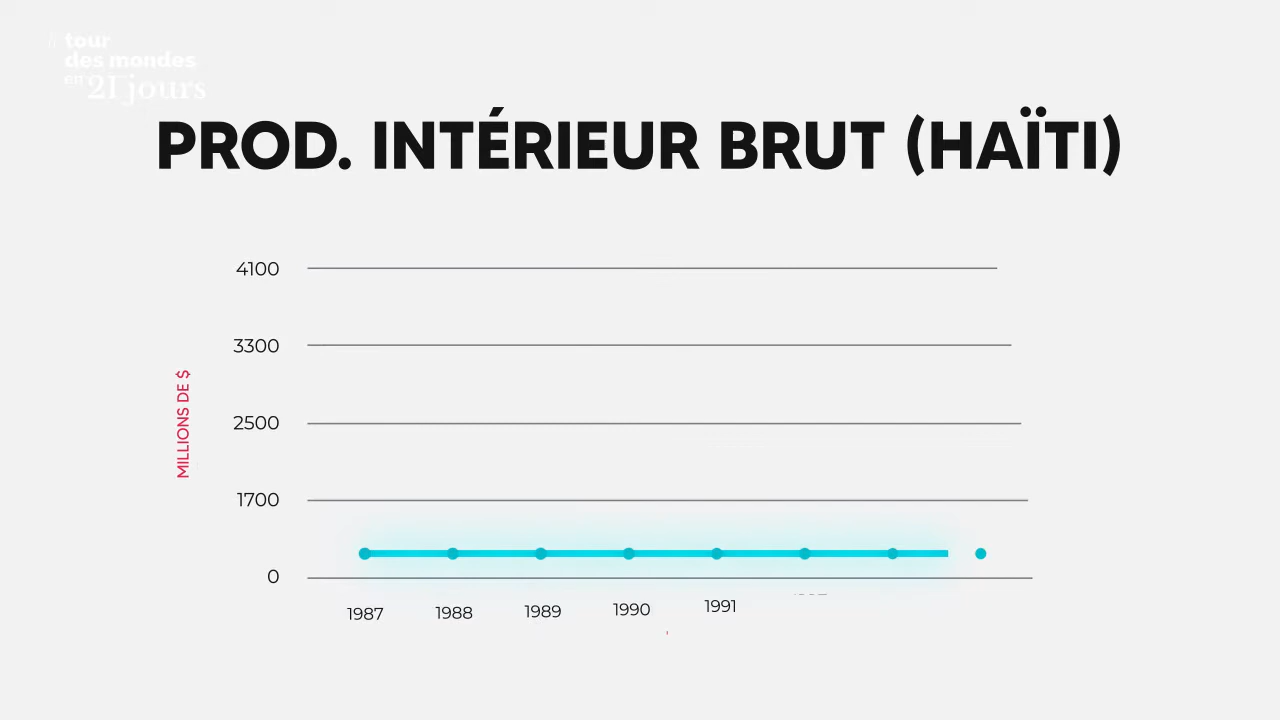 tour
des mondes
en 21 jours
PROD. INTÉRIEUR BRUT (HAÏTI)
MILLIONS DE $
4100
3300
2500
1700
0
1987
1988
1989
1990
1991